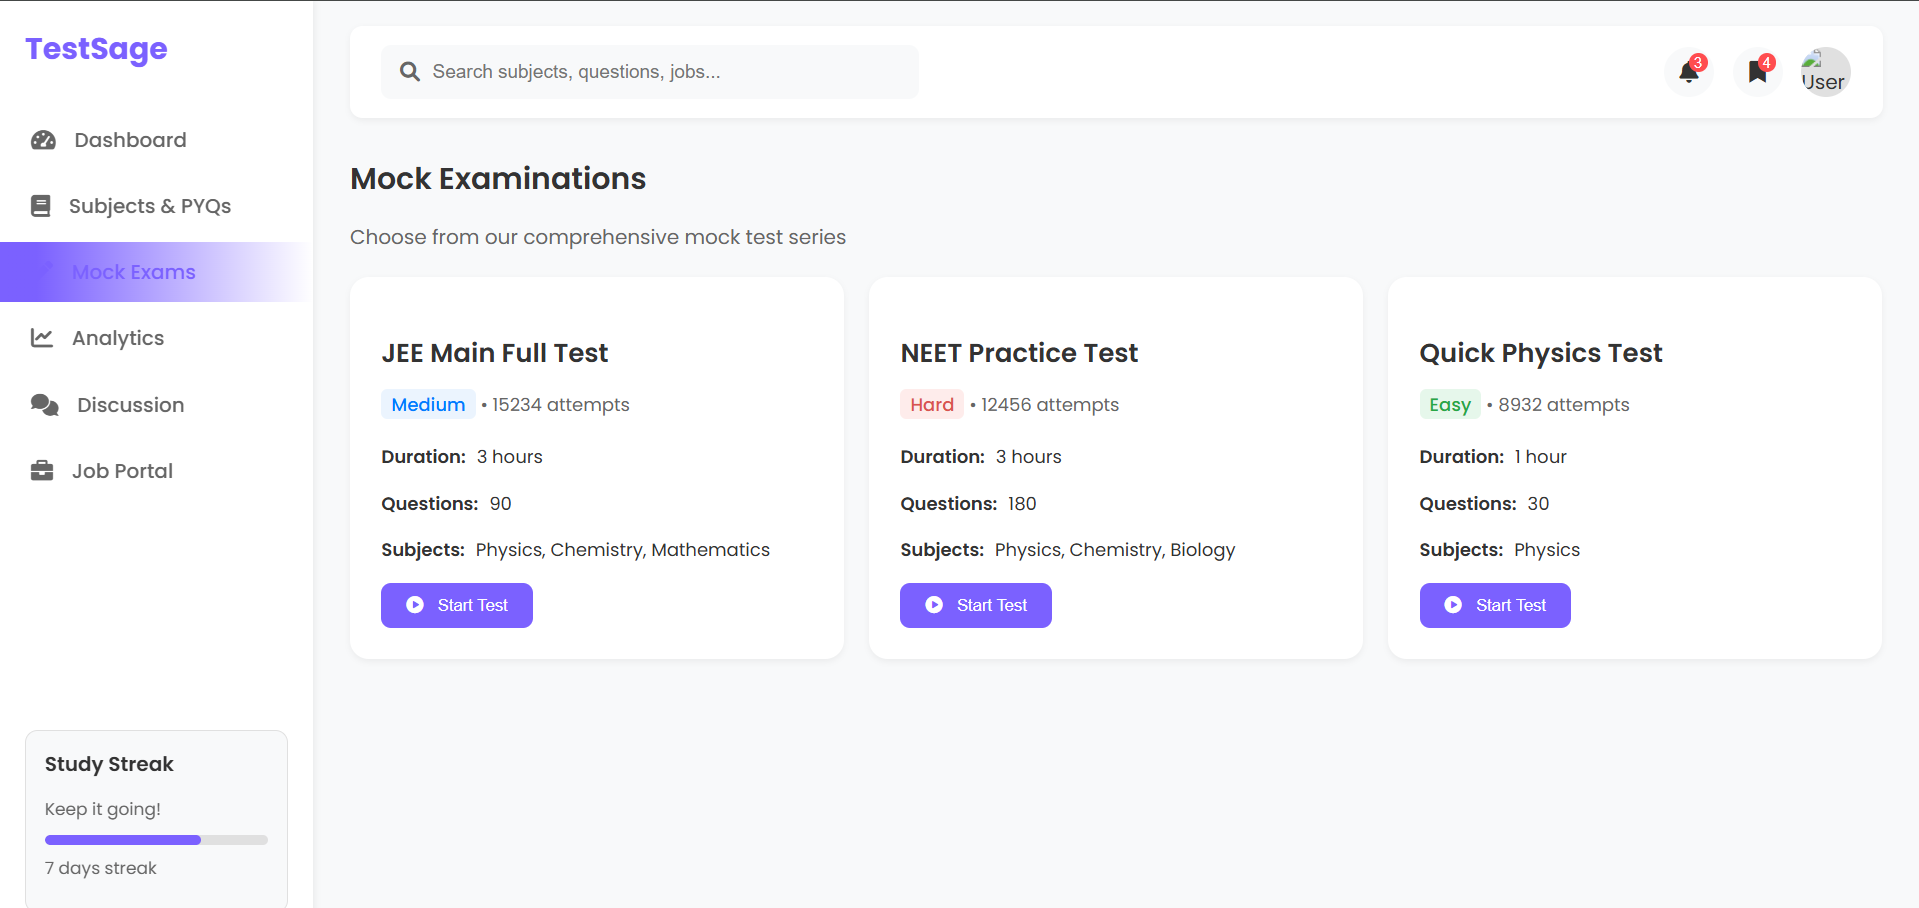 TestSage
Dashboard
Subjects & PYQs
Mock Exams
Analytics
Discussion
Job Portal
Study Streak
Keep it going!
7 days streak
Search subjects, questions, jobs...
3
4
User
Mock Examinations
Choose from our comprehensive mock test series
JEE Main Full Test
Medium • 15234 attempts
Duration: 3 hours
Questions: 90
Subjects: Physics, Chemistry, Mathematics
Start Test
NEET Practice Test
Hard • 12456 attempts
Duration: 3 hours
Questions: 180
Subjects: Physics, Chemistry, Biology
Start Test
Quick Physics Test
Easy • 8932 attempts
Duration: 1 hour
Questions: 30
Subjects: Physics
Start Test